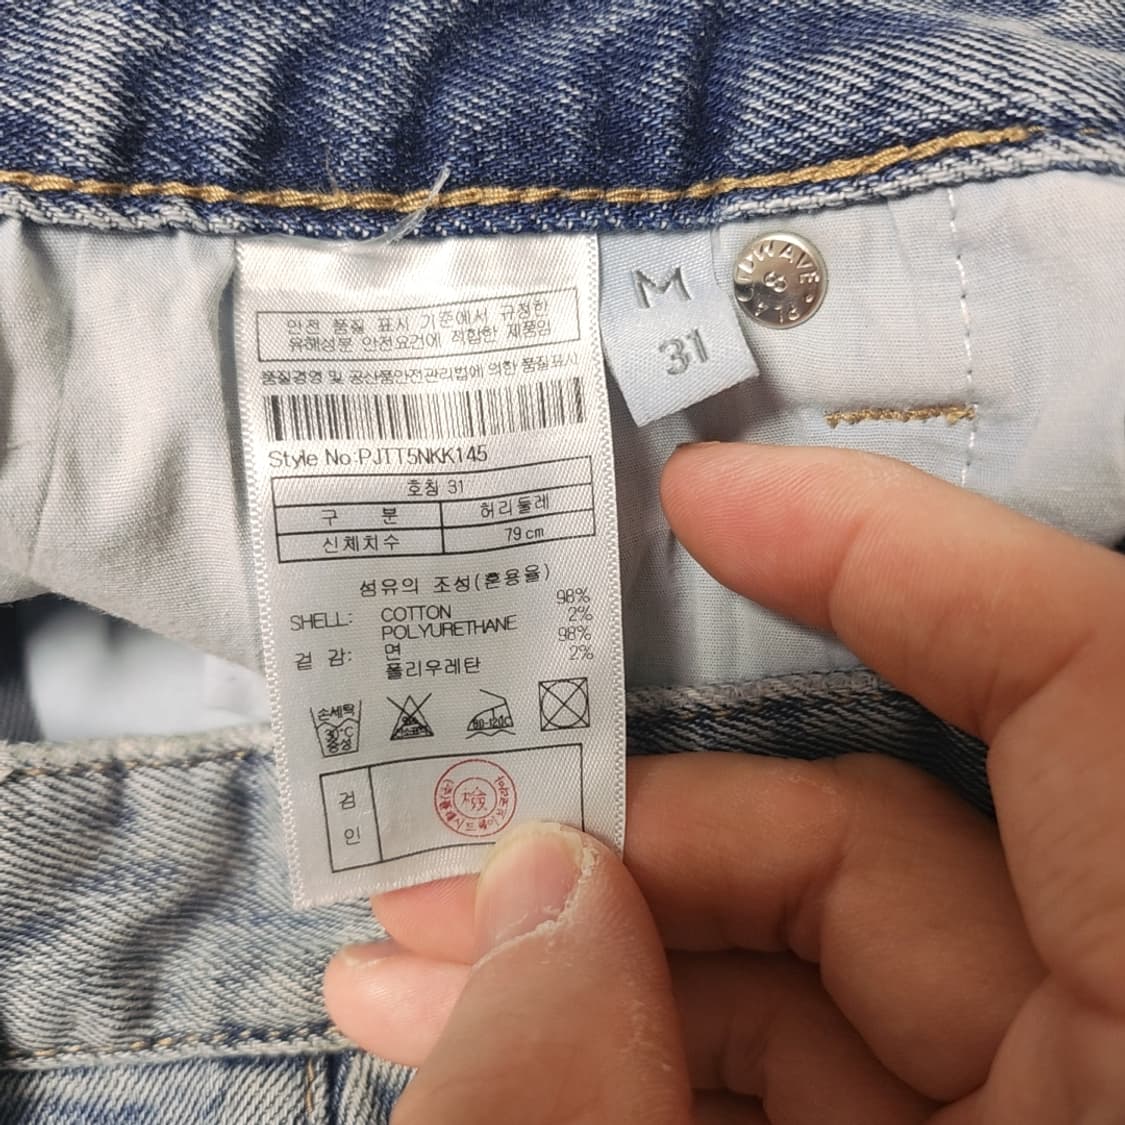 안전 품질 표시 기준에서 규정한
유해성분 안전요건에 적합한 제품임
품질경영 및 공산품안전관리법에 의한 품질표시
Style No:PJTT5NKK145
호칭 31
구 분 허리둘레
신체치수 79cm
섬유의 조성(혼용율)
SHELL: COTTON 98%
POLYURETHANE 2%
겉 감: 면 98%
폴리우레탄 2%
손세탁
30°C
중성
80-120C
검
인
檢
M
31
8